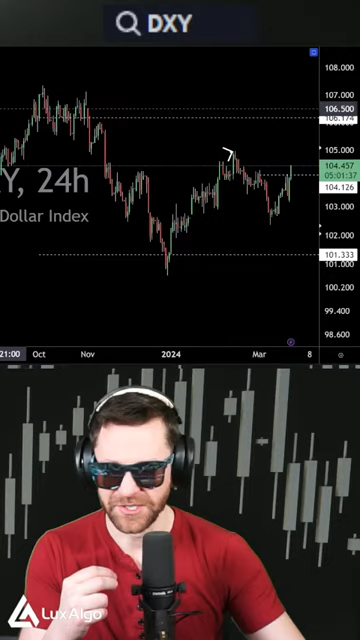 DXY
108.000
106.500
106.174
105.000
Y, 24h
104.457
05:01:37
Dollar Index
104.126
103.000
102.000
101.333
101.000
100.200
99.400
98.600
21:00
Oct
Nov
2024
Mar
8
LuxAlgo